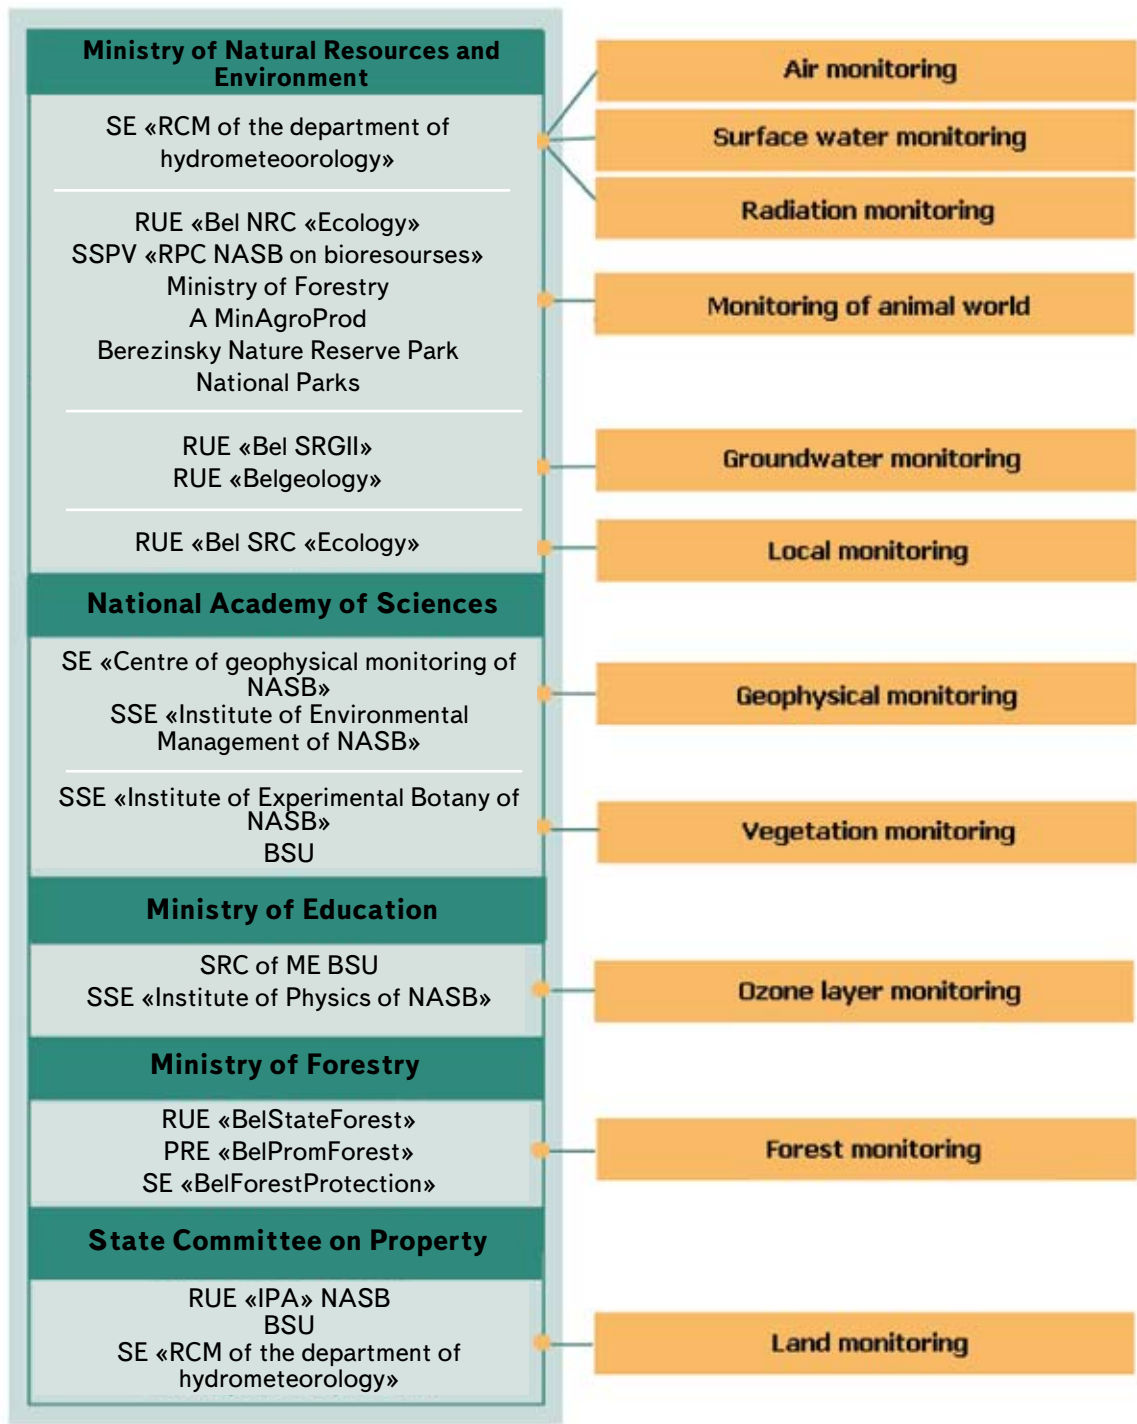 Ministry of Natural Resources and
Environment
SE «RCM of the department of
hydrometeoorology»
Air monitoring
Surface water monitoring
Radiation monitoring
RUE «Bel NRC «Ecology»
SSPV «RPC NASB on bioresourses»
Ministry of Forestry
A MinAgroProd
Berezinsky Nature Reserve Park
National Parks
Monitoring of animal world
RUE «Bel SRGII»
RUE «Belgeology»
Groundwater monitoring
RUE «Bel SRC «Ecology»
Local monitoring
National Academy of Sciences
SE «Centre of geophysical monitoring of
NASB»
SSE «Institute of Environmental
Management of NASB»
Geophysical monitoring
SSE «Institute of Experimental Botany of
NASB»
BSU
Vegetation monitoring
Ministry of Education
SRC of ME BSU
SSE «Institute of Physics of NASB»
Ozone layer monitoring
Ministry of Forestry
RUE «BelStateForest»
PRE «BelPromForest»
SE «BelForestProtection»
Forest monitoring
State Committee on Property
RUE «IPA» NASB
BSU
SE «RCM of the department of
hydrometeorology»
Land monitoring